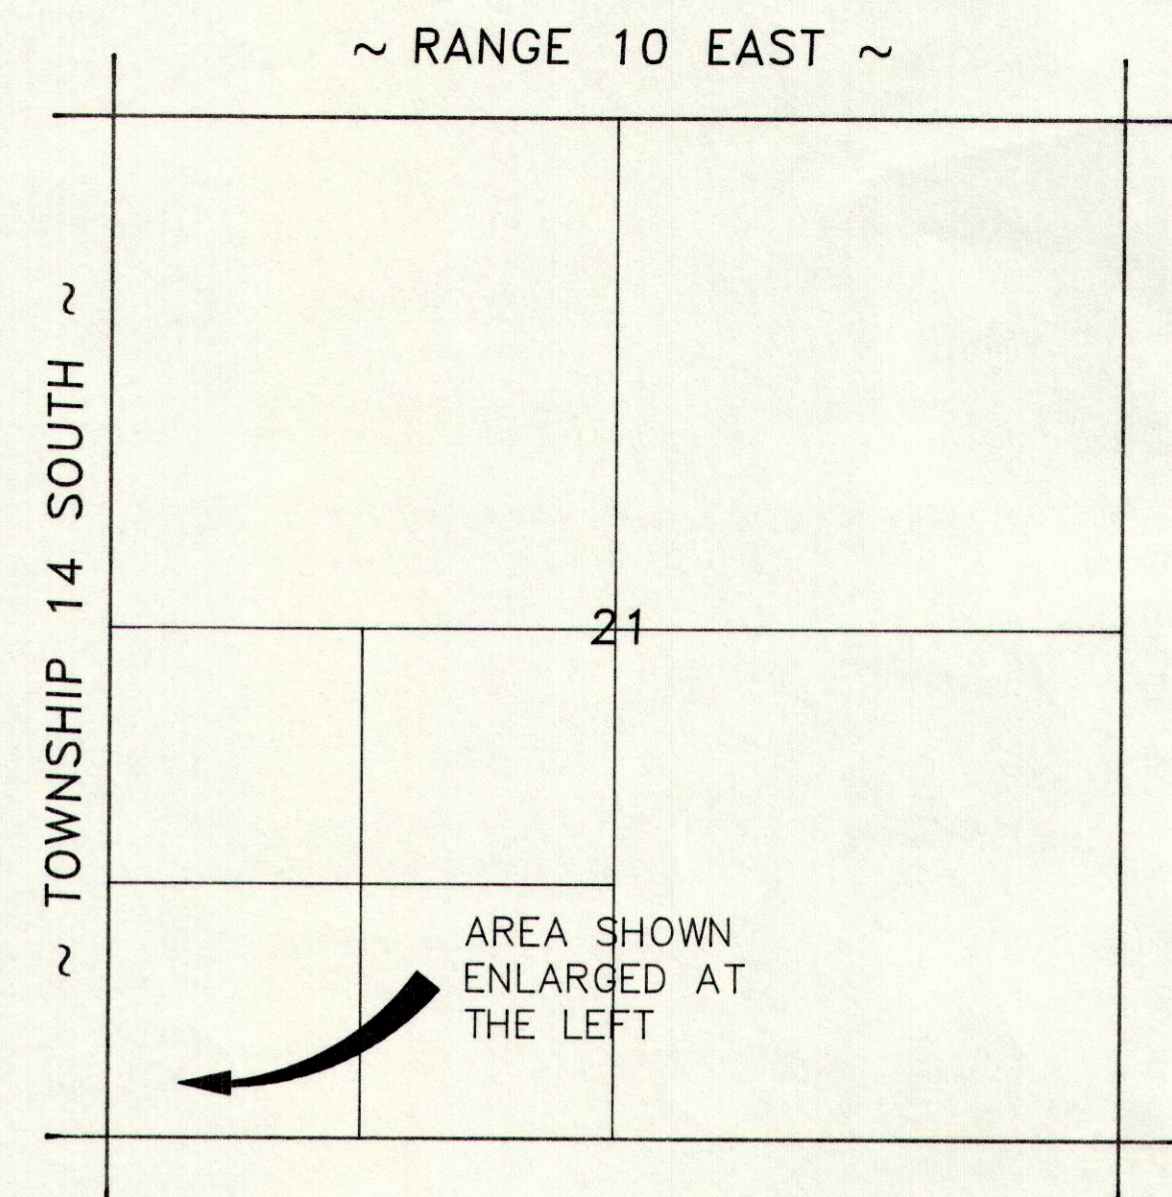 ~ RANGE 10 EAST ~
~ TOWNSHIP 14 SOUTH ~
21
AREA SHOWN
ENLARGED AT
THE LEFT